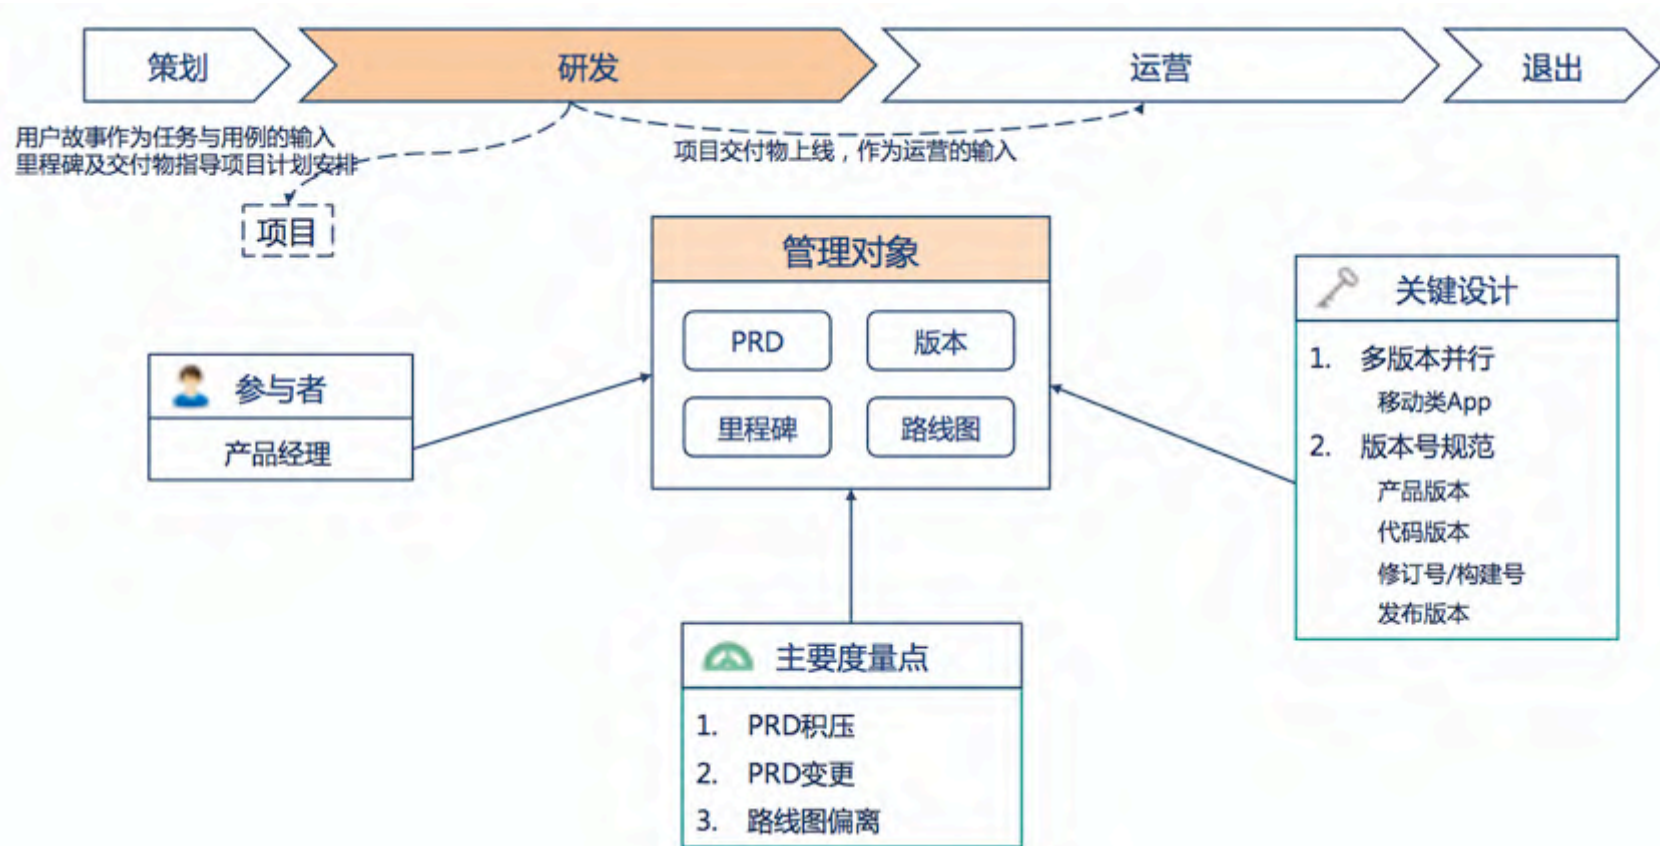 策划
研发
运营
退出
用户故事作为任务与用例的输入
里程碑及交付物指导项目计划安排
项目交付物上线，作为运营的输入
项目
管理对象
PRD
版本
里程碑
路线图
参与者
产品经理
关键设计
1. 多版本并行
移动类App
2. 版本号规范
产品版本
代码版本
修订号/构建号
发布版本
主要度量点
1. PRD积压
2. PRD变更
3. 路线图偏离